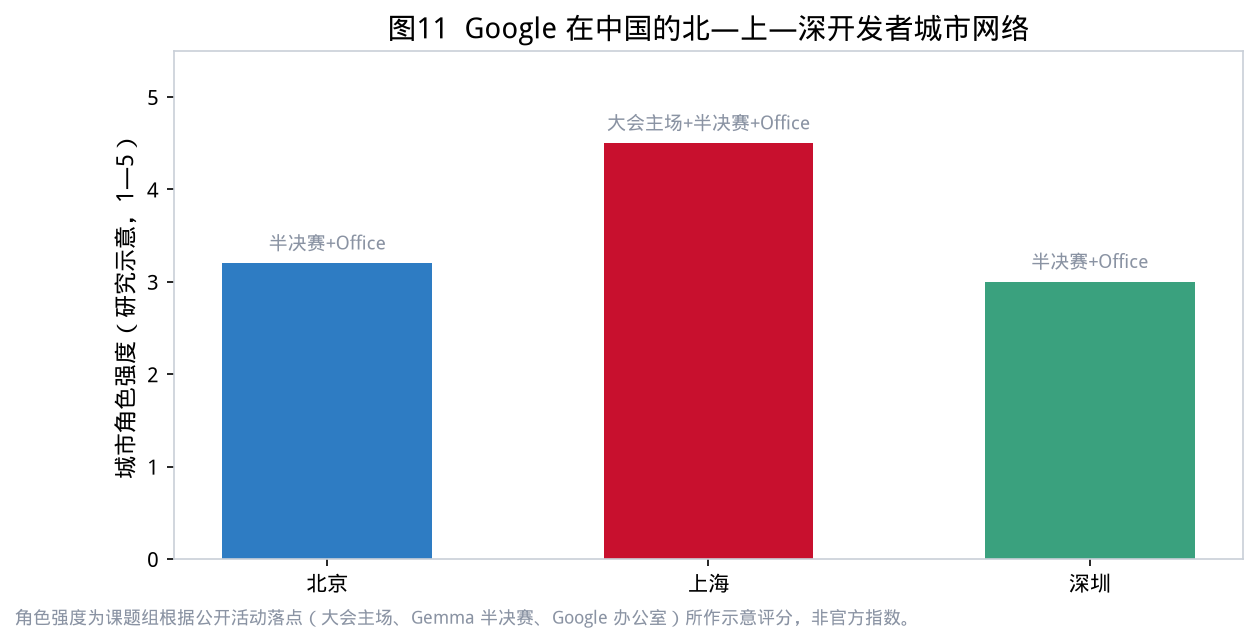 图11  Google 在中国的北—上—深开发者城市网络
城市角色强度（研究示意，1—5）
5
4
3
2
1
0
半决赛+Office
大会主场+半决赛+Office
半决赛+Office
北京
上海
深圳
角色强度为课题组根据公开活动落点（大会主场、Gemma 半决赛、Google 办公室）所作示意评分，非官方指数。